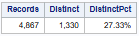 Records Distinct DistinctPct
4,867 1,330 27.33%